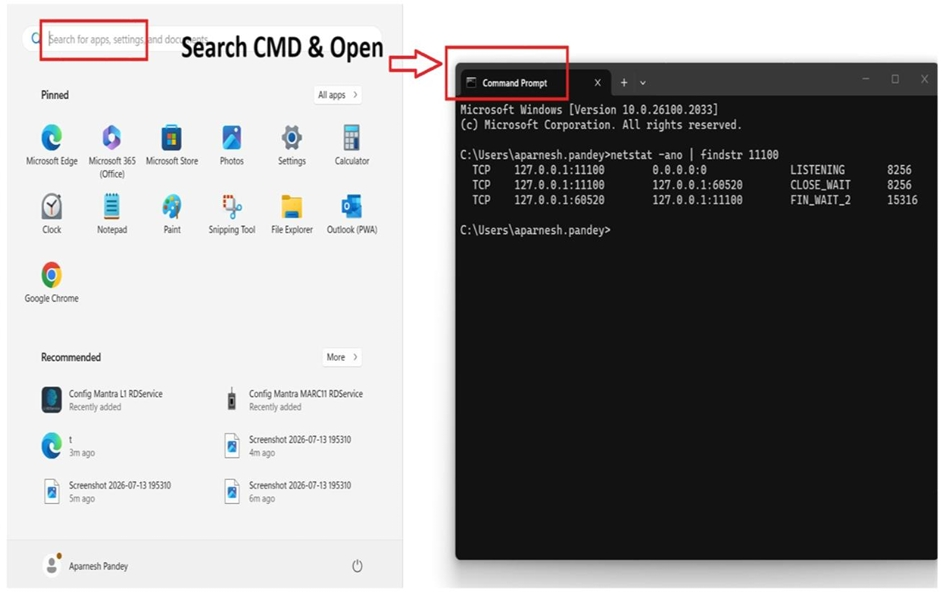 Search for apps, settings, and documents
Search CMD & Open
Pinned
All apps >
Microsoft Edge
Microsoft 365
(Office)
Microsoft Store
Photos
Settings
Calculator
Clock
Notepad
Paint
Snipping Tool
File Explorer
Outlook (PWA)
Google Chrome
Recommended
More >
Config Mantra L1 RDService
Recently added
Config Mantra MARC11 RDService
Recently added
t
3m ago
Screenshot 2026-07-13 195310
4m ago
Screenshot 2026-07-13 195310
5m ago
Screenshot 2026-07-13 195310
6m ago
Aparnesh Pandey
Command Prompt
Microsoft Windows [Version 10.0.26100.2033]
(c) Microsoft Corporation. All rights reserved.
C:\Users\aparnesh.pandey>netstat -ano | findstr 11100
TCP 127.0.0.1:11100 0.0.0.0:0 LISTENING 8256
TCP 127.0.0.1:11100 127.0.0.1:60520 CLOSE_WAIT 8256
TCP 127.0.0.1:60520 127.0.0.1:11100 FIN_WAIT_2 15316
C:\Users\aparnesh.pandey>